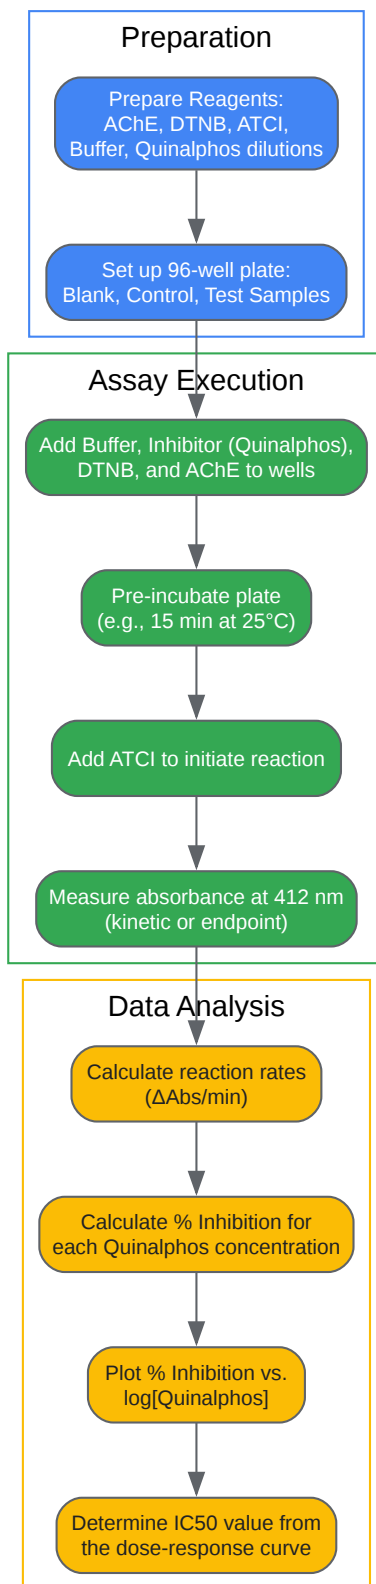 Preparation
Prepare Reagents:
AChE, DTNB, ATCI,
Buffer, Quinalphos dilutions
Set up 96-well plate:
Blank, Control, Test Samples
Assay Execution
Add Buffer, Inhibitor (Quinalphos),
DTNB, and AChE to wells
Pre-incubate plate
(e.g., 15 min at 25°C)
Add ATCI to initiate reaction
Measure absorbance at 412 nm
(kinetic or endpoint)
Data Analysis
Calculate reaction rates
(ΔAbs/min)
Calculate % Inhibition for
each Quinalphos concentration
Plot % Inhibition vs.
log[Quinalphos]
Determine IC50 value from
the dose-response curve